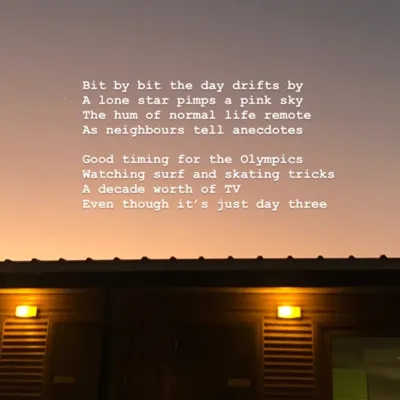 Bit by bit the day drifts by
A lone star pimps a pink sky
The hum of normal life remote
As neighbours tell anecdotes
Good timing for the Olympics
Watching surf and skating tricks
A decade worth of TV
Even though it’s just day three